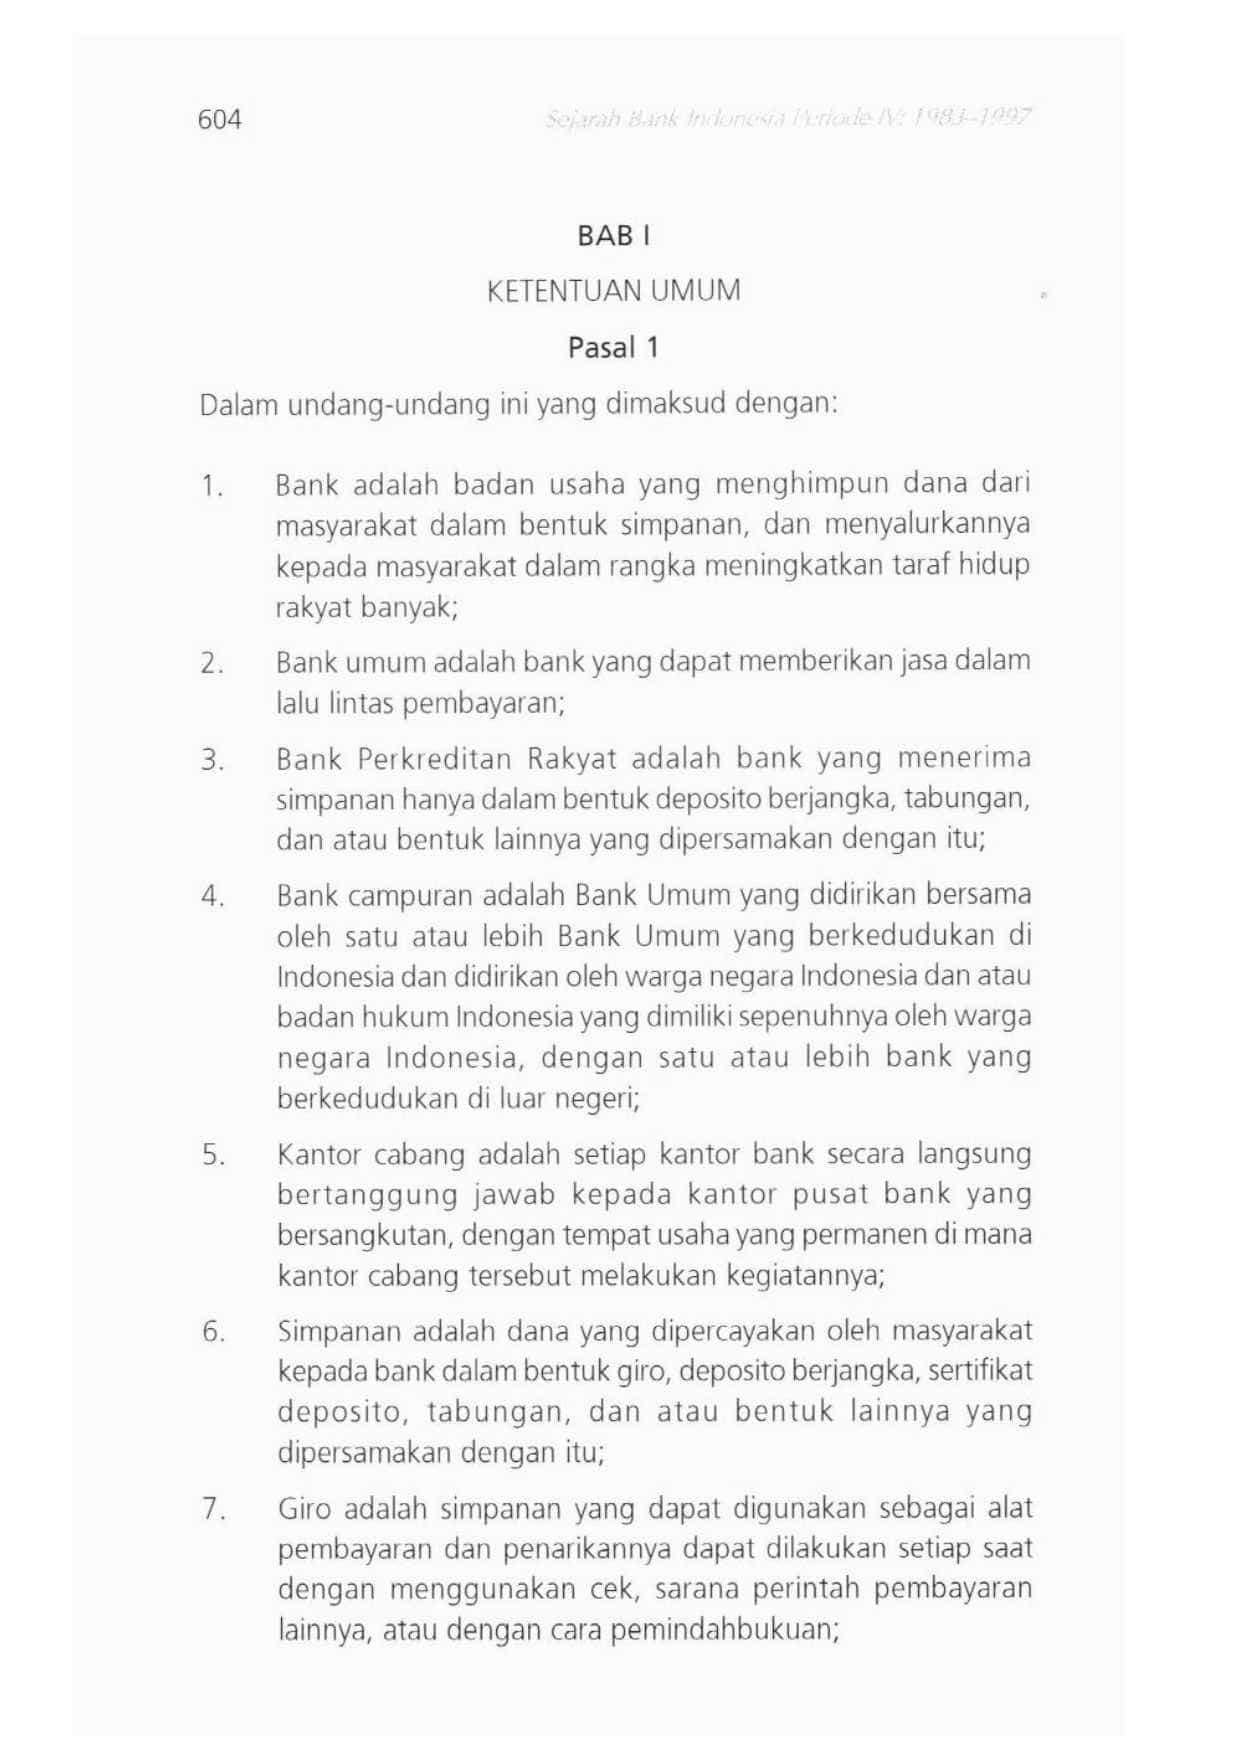 604
Sejarah Bank Indonesia Periode IV: 1983–1997
BAB I
KETENTUAN UMUM
Pasal 1
Dalam undang-undang ini yang dimaksud dengan:
1. Bank adalah badan usaha yang menghimpun dana dari
masyarakat dalam bentuk simpanan, dan menyalurkannya
kepada masyarakat dalam rangka meningkatkan taraf hidup
rakyat banyak;
2. Bank umum adalah bank yang dapat memberikan jasa dalam
lalu lintas pembayaran;
3. Bank Perkreditan Rakyat adalah bank yang menerima
simpanan hanya dalam bentuk deposito berjangka, tabungan,
dan atau bentuk lainnya yang dipersamakan dengan itu;
4. Bank campuran adalah Bank Umum yang didirikan bersama
oleh satu atau lebih Bank Umum yang berkedudukan di
Indonesia dan didirikan oleh warga negara Indonesia dan atau
badan hukum Indonesia yang dimiliki sepenuhnya oleh warga
negara Indonesia, dengan satu atau lebih bank yang
berkedudukan di luar negeri;
5. Kantor cabang adalah setiap kantor bank secara langsung
bertanggung jawab kepada kantor pusat bank yang
bersangkutan, dengan tempat usaha yang permanen di mana
kantor cabang tersebut melakukan kegiatannya;
6. Simpanan adalah dana yang dipercayakan oleh masyarakat
kepada bank dalam bentuk giro, deposito berjangka, sertifikat
deposito, tabungan, dan atau bentuk lainnya yang
dipersamakan dengan itu;
7. Giro adalah simpanan yang dapat digunakan sebagai alat
pembayaran dan penarikannya dapat dilakukan setiap saat
dengan menggunakan cek, sarana perintah pembayaran
lainnya, atau dengan cara pemindahbukuan;